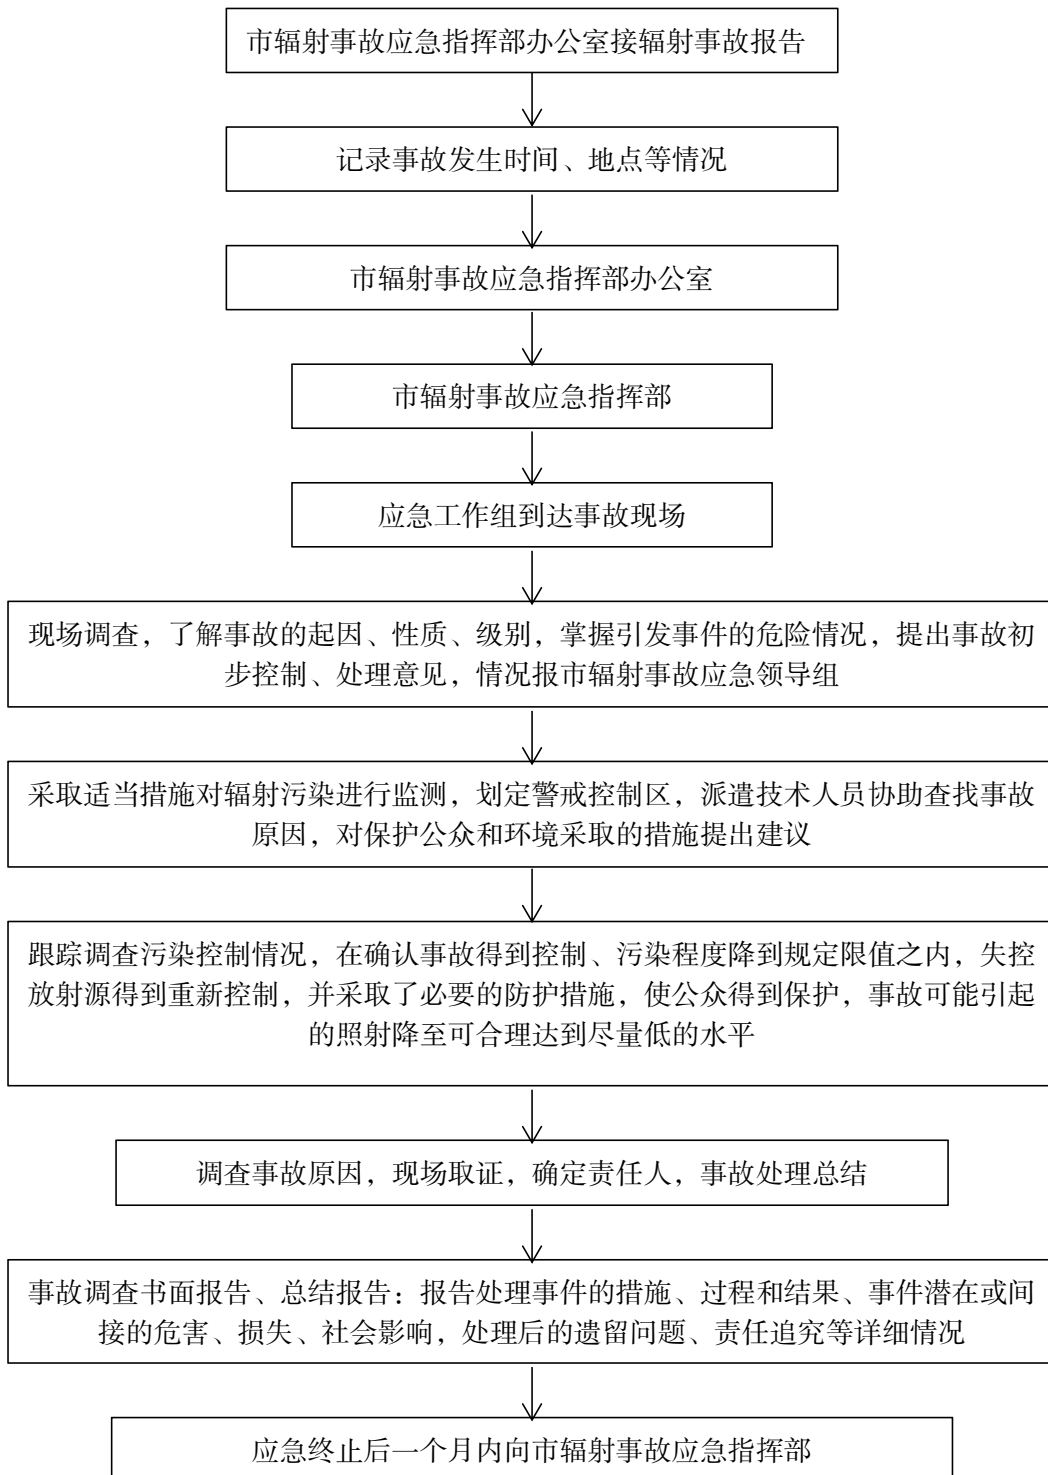 市辐射事故应急指挥部办公室接辐射事故报告
记录事故发生时间、地点等情况
市辐射事故应急指挥部办公室
市辐射事故应急指挥部
应急工作组到达事故现场
现场调查，了解事故的起因、性质、级别，掌握引发事件的危险情况，提出事故初
步控制、处理意见，情况报市辐射事故应急领导组
采取适当措施对辐射污染进行监测，划定警戒控制区，派遣技术人员协助查找事故
原因，对保护公众和环境采取的措施提出建议
跟踪调查污染控制情况，在确认事故得到控制、污染程度降到规定限值之内，失控
放射源得到重新控制，并采取了必要的防护措施，使公众得到保护，事故可能引起
的照射降至可合理达到尽量低的水平
调查事故原因，现场取证，确定责任人，事故处理总结
事故调查书面报告、总结报告：报告处理事件的措施、过程和结果、事件潜在或间
接的危害、损失、社会影响，处理后的遗留问题、责任追究等详细情况
应急终止后一个月内向市辐射事故应急指挥部